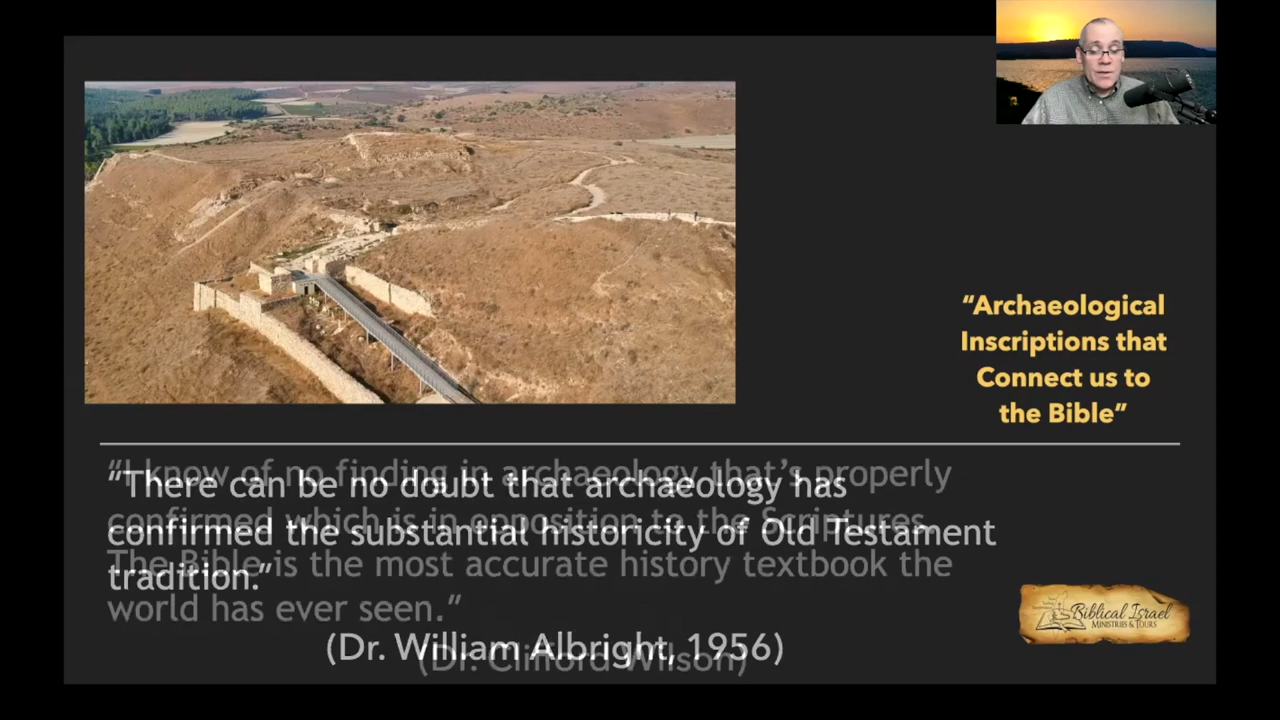 “Archaeological
Inscriptions that
Connect us to
the Bible”
“I know of no finding in archaeology that’s properly
confirmed which is in opposition to the Scriptures.
The Bible is the most accurate history textbook the
world has ever seen.”
(Dr. Clifford Wilson)
“There can be no doubt that archaeology has
confirmed the substantial historicity of Old Testament
tradition.”
(Dr. William Albright, 1956)
Biblical Israel
MINISTRIES & TOURS